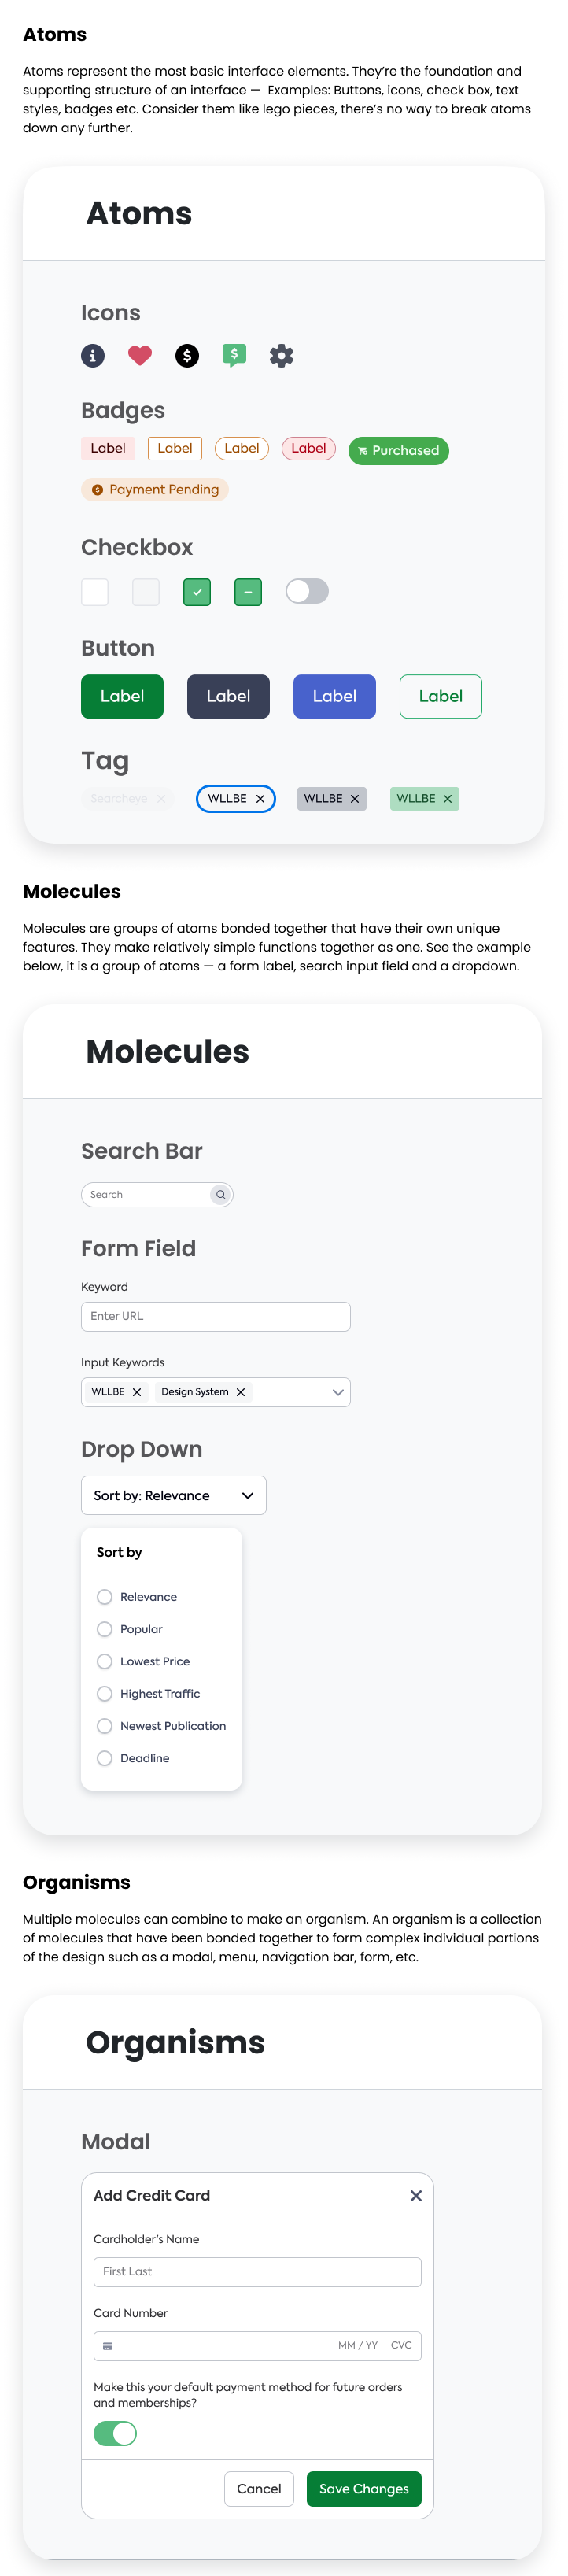 Atoms
Atoms represent the most basic interface elements. They're the foundation and
supporting structure of an interface — Examples: Buttons, icons, check box, text
styles, badges etc. Consider them like lego pieces, there's no way to break atoms
down any further.
Atoms
Icons
Badges
Label Label Label Label Purchased
Payment Pending
Checkbox
Button
Label Label Label Label
Tag
Searcheye WLLBE WLLBE WLLBE
Molecules
Molecules are groups of atoms bonded together that have their own unique
features. They make relatively simple functions together as one. See the example
below, it is a group of atoms — a form label, search input field and a dropdown.
Molecules
Search Bar
Search
Form Field
Keyword
Enter URL
Input Keywords
WLLBE Design System
Drop Down
Sort by: Relevance
Sort by
Relevance
Popular
Lowest Price
Highest Traffic
Newest Publication
Deadline
Organisms
Multiple molecules can combine to make an organism. An organism is a collection
of molecules that have been bonded together to form complex individual portions
of the design such as a modal, menu, navigation bar, form, etc.
Organisms
Modal
Add Credit Card
Cardholder's Name
First Last
Card Number
MM / YY CVC
Make this your default payment method for future orders
and memberships?
Cancel Save Changes